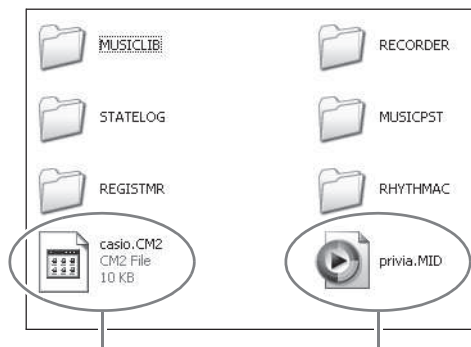 MUSICLIB
RECORDER
STATELOG
MUSICPST
REGISTMR
RHYTHMAC
casio.CM2
CM2 File
10 KB
privia.MID